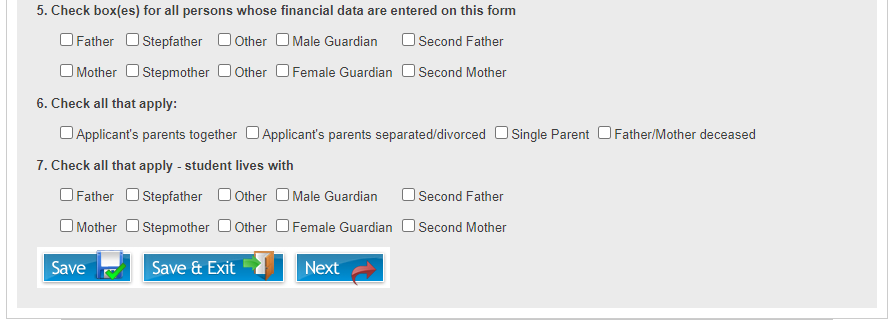 5. Check box(es) for all persons whose financial data are entered on this form
Father Stepfather Other Male Guardian Second Father
Mother Stepmother Other Female Guardian Second Mother
6. Check all that apply:
Applicant's parents together Applicant's parents separated/divorced Single Parent Father/Mother deceased
7. Check all that apply - student lives with
Father Stepfather Other Male Guardian Second Father
Mother Stepmother Other Female Guardian Second Mother
Save Save & Exit Next